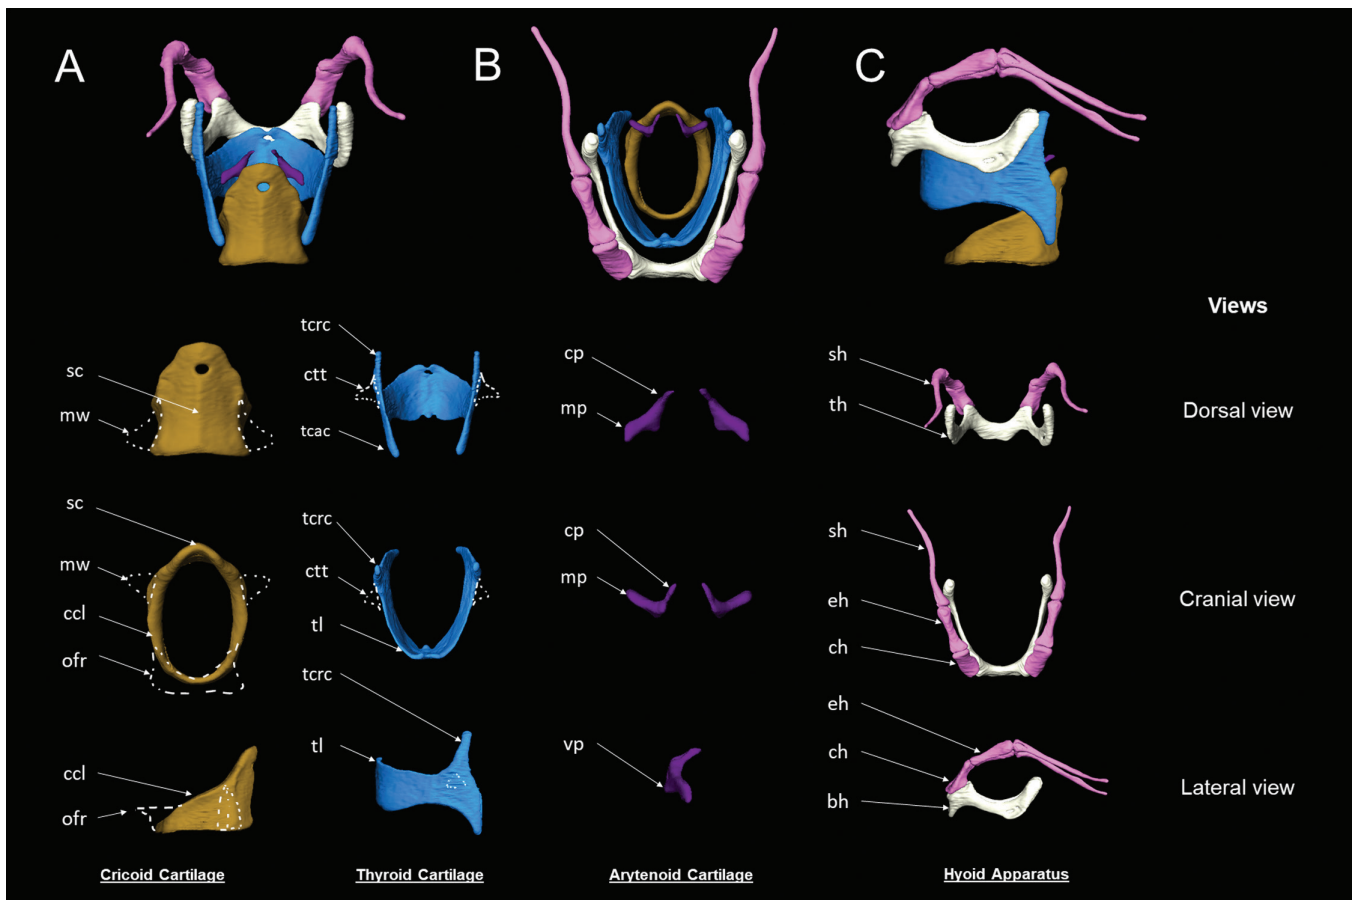 A
B
C
Views
sc
mw
tcrc
ctt
tcac
cp
mp
sh
th
Dorsal view
sc
mw
ccl
ofr
tcrc
ctt
tl
cp
mp
sh
eh
ch
Cranial view
ccl
ofr
tcrc
tl
vp
eh
ch
bh
Lateral view
Cricoid Cartilage
Thyroid Cartilage
Arytenoid Cartilage
Hyoid Apparatus